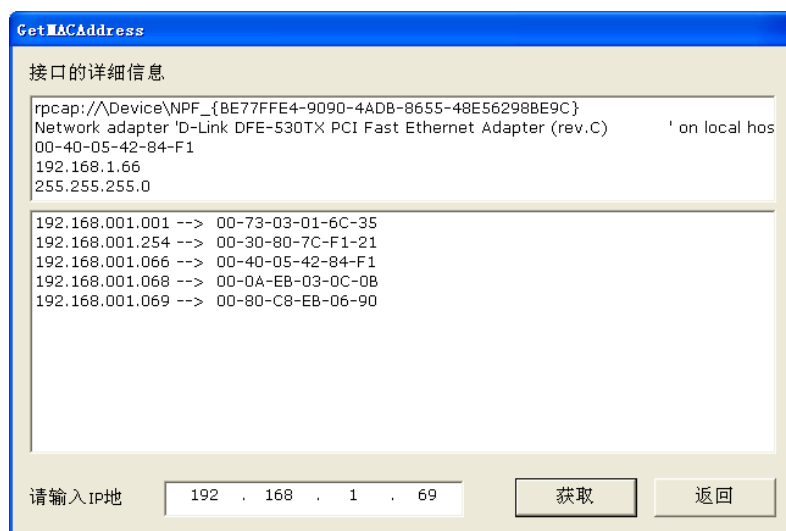 GetMACAddress
接口的详细信息
rpcap://\Device\NPF_{BE77FFE4-9090-4ADB-8655-48E56298BE9C}
Network adapter 'D-Link DFE-530TX PCI Fast Ethernet Adapter (rev.C) ' on local hos
00-40-05-42-84-F1
192.168.1.66
255.255.255.0
192.168.001.001 --> 00-73-03-01-6C-35
192.168.001.254 --> 00-30-80-7C-F1-21
192.168.001.066 --> 00-40-05-42-84-F1
192.168.001.068 --> 00-0A-EB-03-0C-0B
192.168.001.069 --> 00-80-C8-EB-06-90
请输入IP地 192 . 168 . 1 . 69 获取 返回